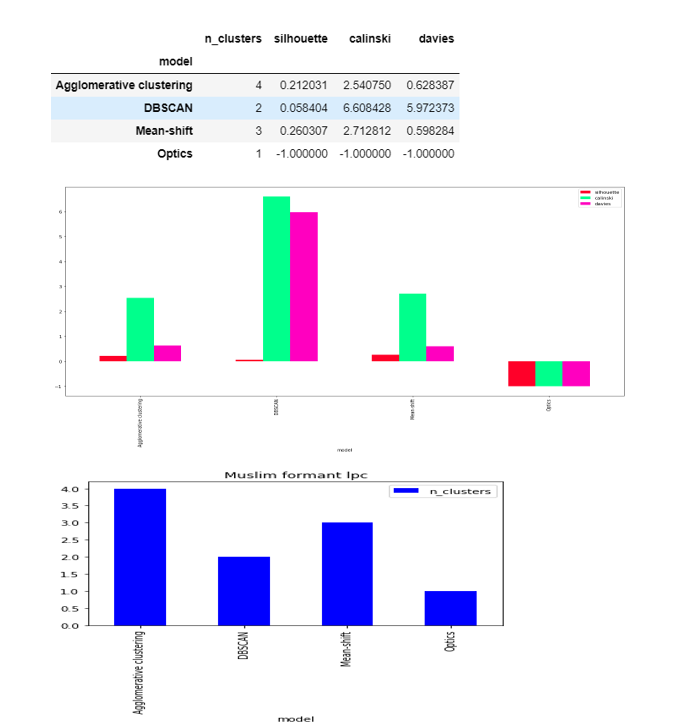 n_clusters silhouette calinski davies
model
Agglomerative clustering 4 0.212031 2.540750 0.628387
DBSCAN 2 0.058404 6.608428 5.972373
Mean-shift 3 0.260307 2.712812 0.598284
Optics 1 -1.000000 -1.000000 -1.000000
silhouette
calinski
davies
6
5
4
3
2
1
0
-1
Agglomerative clustering
DBSCAN
Mean-shift
Optics
model
Muslim formant lpc
n_clusters
4.0
3.5
3.0
2.5
2.0
1.5
1.0
0.5
0.0
Agglomerative clustering
DBSCAN
Mean-shift
Optics
model